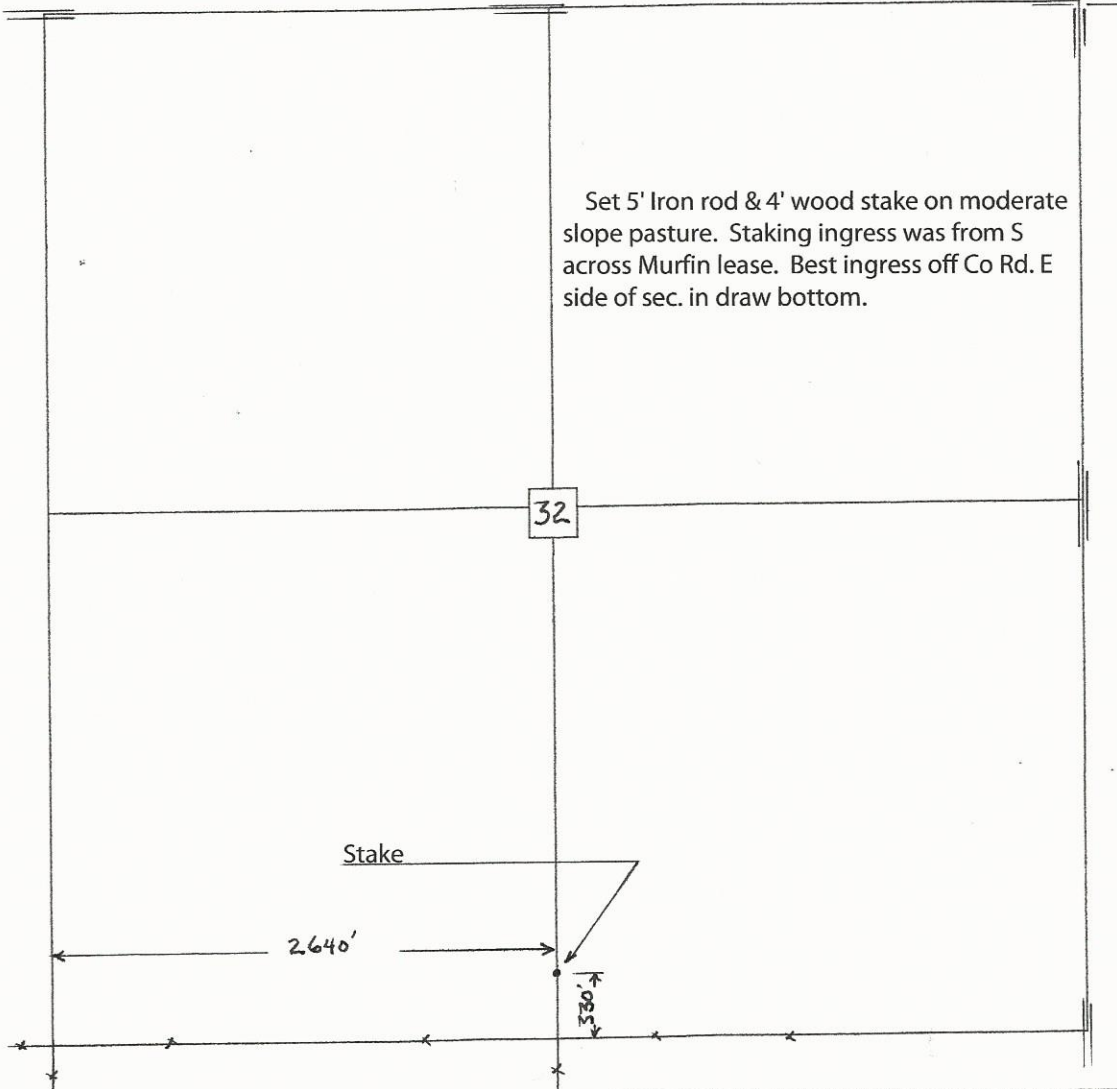 Set 5' Iron rod & 4' wood stake on moderate
slope pasture. Staking ingress was from S
across Murfin lease. Best ingress off Co Rd. E
side of sec. in draw bottom.
32
Stake
2640'
330'